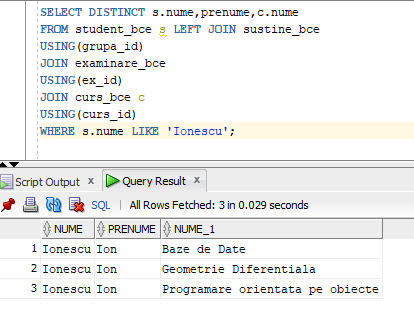 SELECT DISTINCT s.nume,prenume,c.nume
FROM student_bce s LEFT JOIN sustine_bce
USING(grupa_id)
JOIN examinare_bce
USING(ex_id)
JOIN curs_bce c
USING(curs_id)
WHERE s.nume LIKE 'Ionescu';
Script Output x Query Result x
SQL | All Rows Fetched: 3 in 0.029 seconds
NUME PRENUME NUME_1
1 Ionescu Ion Baze de Date
2 Ionescu Ion Geometrie Diferentiala
3 Ionescu Ion Programare orientata pe obiecte